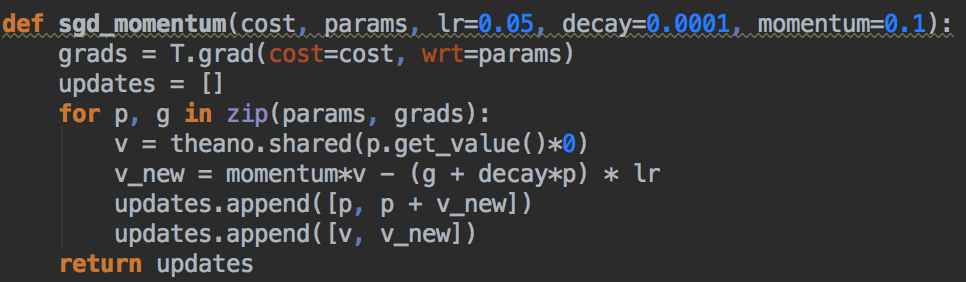 def sgd_momentum(cost, params, lr=0.05, decay=0.0001, momentum=0.1):
    grads = T.grad(cost=cost, wrt=params)
    updates = []
    for p, g in zip(params, grads):
        v = theano.shared(p.get_value()*0)
        v_new = momentum*v - (g + decay*p) * lr
        updates.append([p, p + v_new])
        updates.append([v, v_new])
    return updates